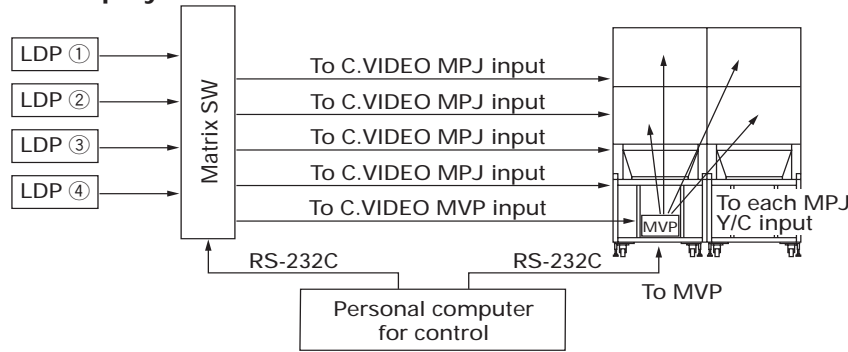 LDP ①
LDP ②
LDP ③
LDP ④
Matrix SW
To C.VIDEO MPJ input
To C.VIDEO MPJ input
To C.VIDEO MPJ input
To C.VIDEO MPJ input
To C.VIDEO MVP input
MVP
To each MPJ
Y/C input
RS-232C
RS-232C
To MVP
Personal computer
for control